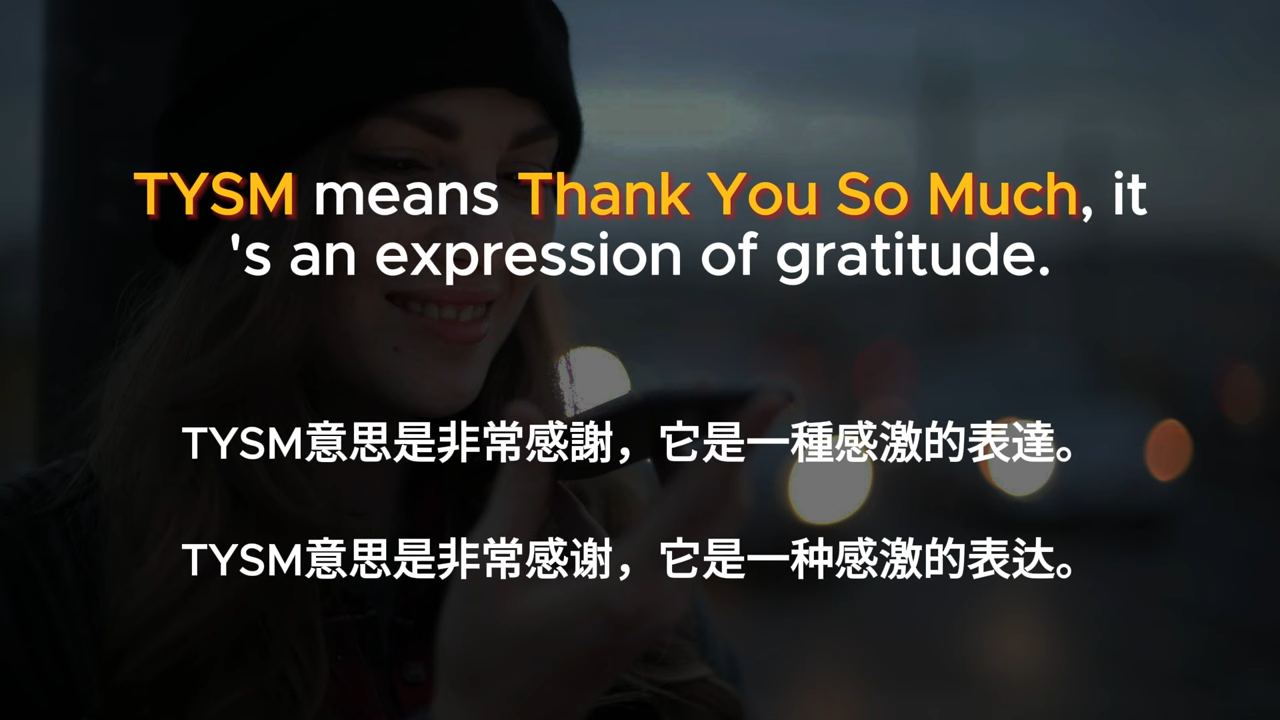 TYSM means Thank You So Much, it
's an expression of gratitude.
TYSM意思是非常感謝，它是一種感激的表達。
TYSM意思是非常感谢，它是一种感激的表达。